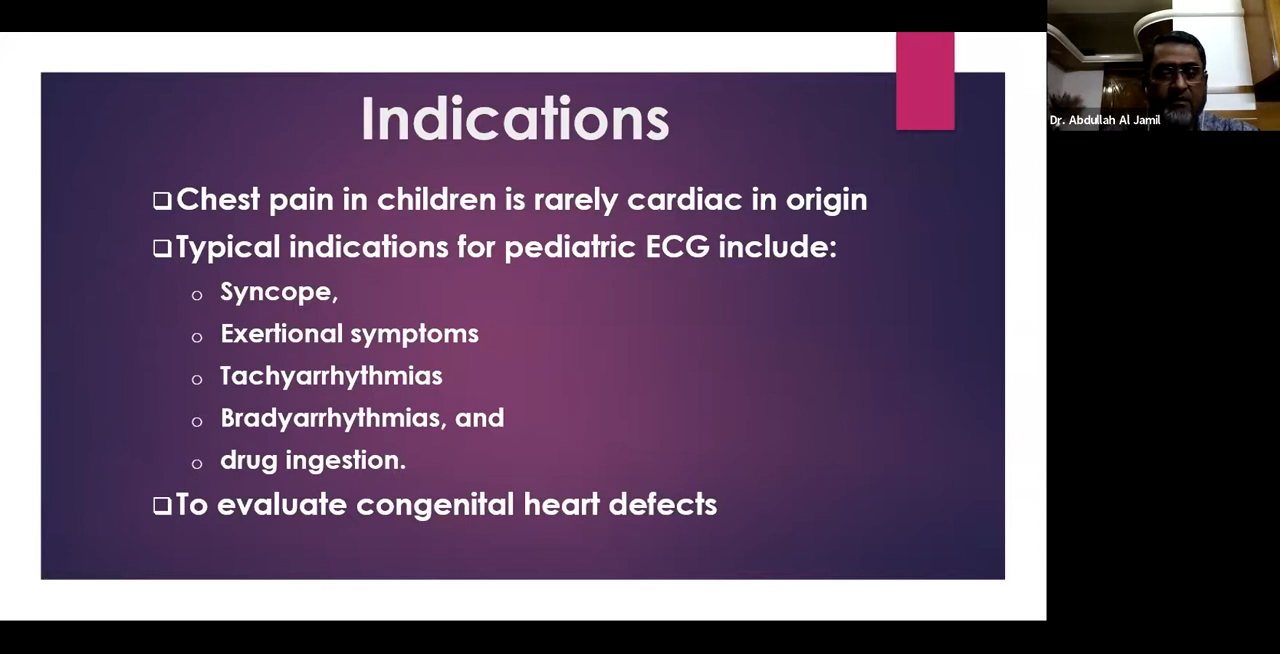 Indications
Chest pain in children is rarely cardiac in origin
Typical indications for pediatric ECG include:
Syncope,
Exertional symptoms
Tachyarrhythmias
Bradyarrhythmias, and
drug ingestion.
To evaluate congenital heart defects
Dr. Abdullah Al Jamil